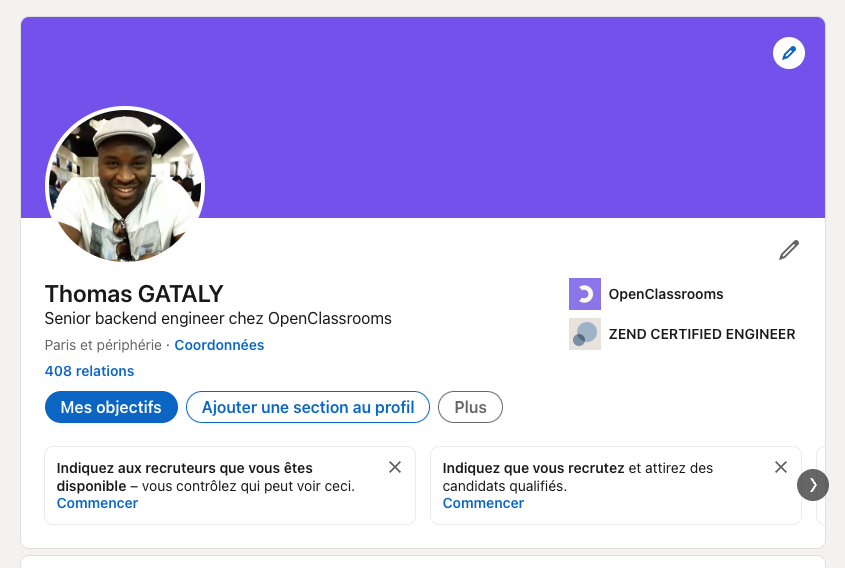 Thomas GATALY
Senior backend engineer chez OpenClassrooms
Paris et périphérie · Coordonnées
408 relations
OpenClassrooms
ZEND CERTIFIED ENGINEER
Mes objectifs
Ajouter une section au profil
Plus
Indiquez aux recruteurs que vous êtes
disponible – vous contrôlez qui peut voir ceci.
Commencer
Indiquez que vous recrutez et attirez des
candidats qualifiés.
Commencer